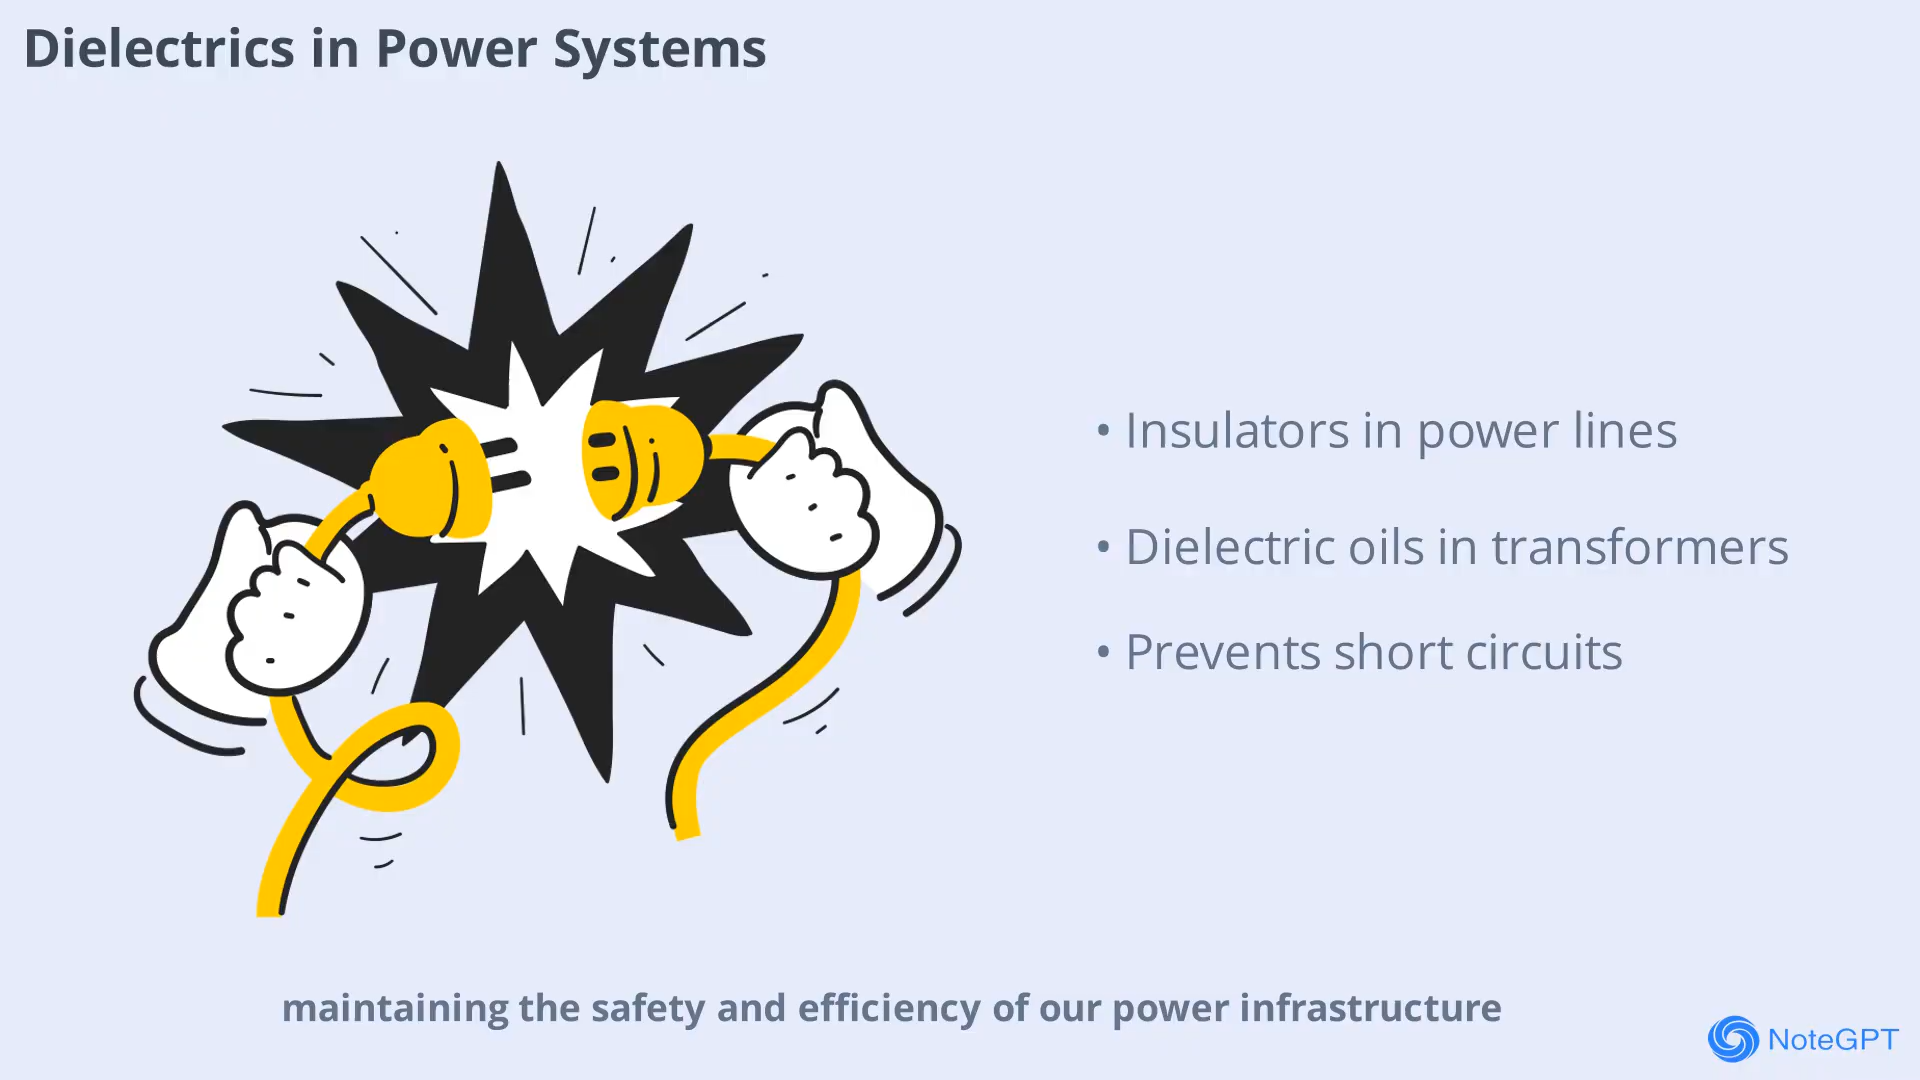 Dielectrics in Power Systems
• Insulators in power lines
• Dielectric oils in transformers
• Prevents short circuits
maintaining the safety and efficiency of our power infrastructure
NoteGPT